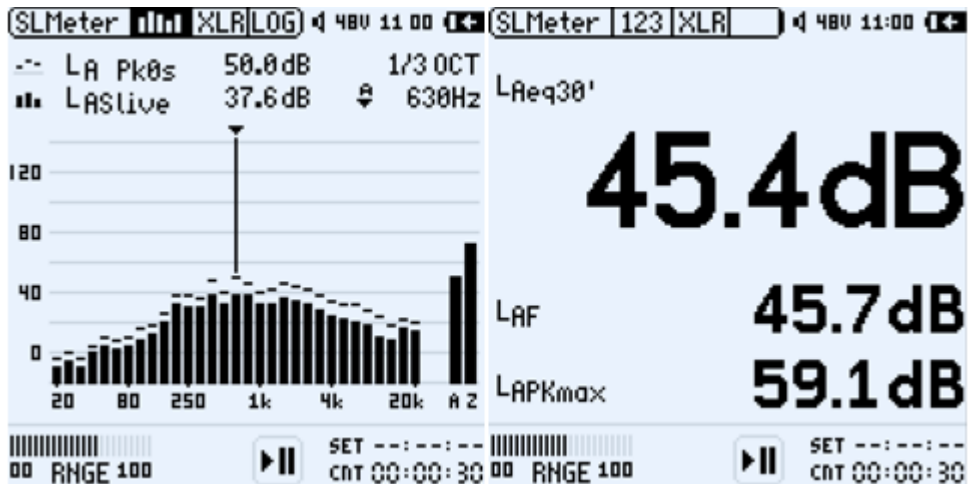 SLMeter XLR LOG 48V 11 00
LA Pk0s 50.0dB 1/3 OCT
LASlive 37.6dB 630Hz
120
80
40
0
20 80 250 1k 4k 20k A Z
SET --:--:--
00 RNGE 100 CNT 00:00:30
SLMeter 123 XLR 48V 11:00
LAeq30'
45.4dB
LAF 45.7dB
LAPKmax 59.1dB
SET --:--:--
00 RNGE 100 CNT 00:00:30